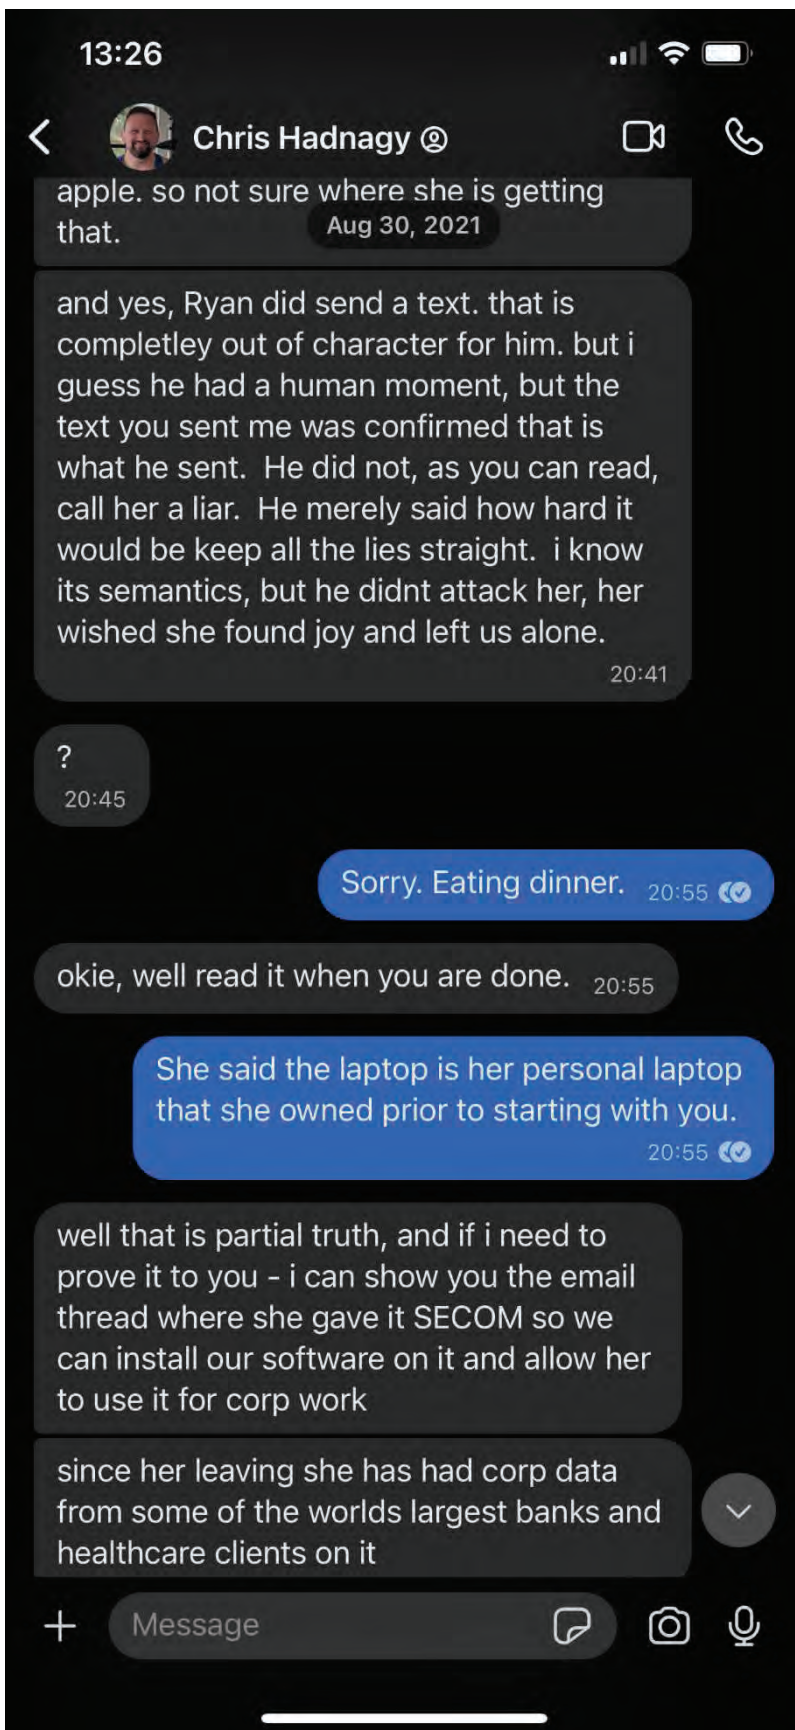 13:26
Chris Hadnagy
apple. so not sure where she is getting
that.
Aug 30, 2021
and yes, Ryan did send a text. that is
completley out of character for him. but i
guess he had a human moment, but the
text you sent me was confirmed that is
what he sent.  He did not, as you can read,
call her a liar.  He merely said how hard it
would be keep all the lies straight.  i know
its semantics, but he didnt attack her, her
wished she found joy and left us alone.
20:41
?
20:45
Sorry. Eating dinner. 20:55
okie, well read it when you are done. 20:55
She said the laptop is her personal laptop
that she owned prior to starting with you.
20:55
well that is partial truth, and if i need to
prove it to you - i can show you the email
thread where she gave it SECOM so we
can install our software on it and allow her
to use it for corp work
since her leaving she has had corp data
from some of the worlds largest banks and
healthcare clients on it
Message